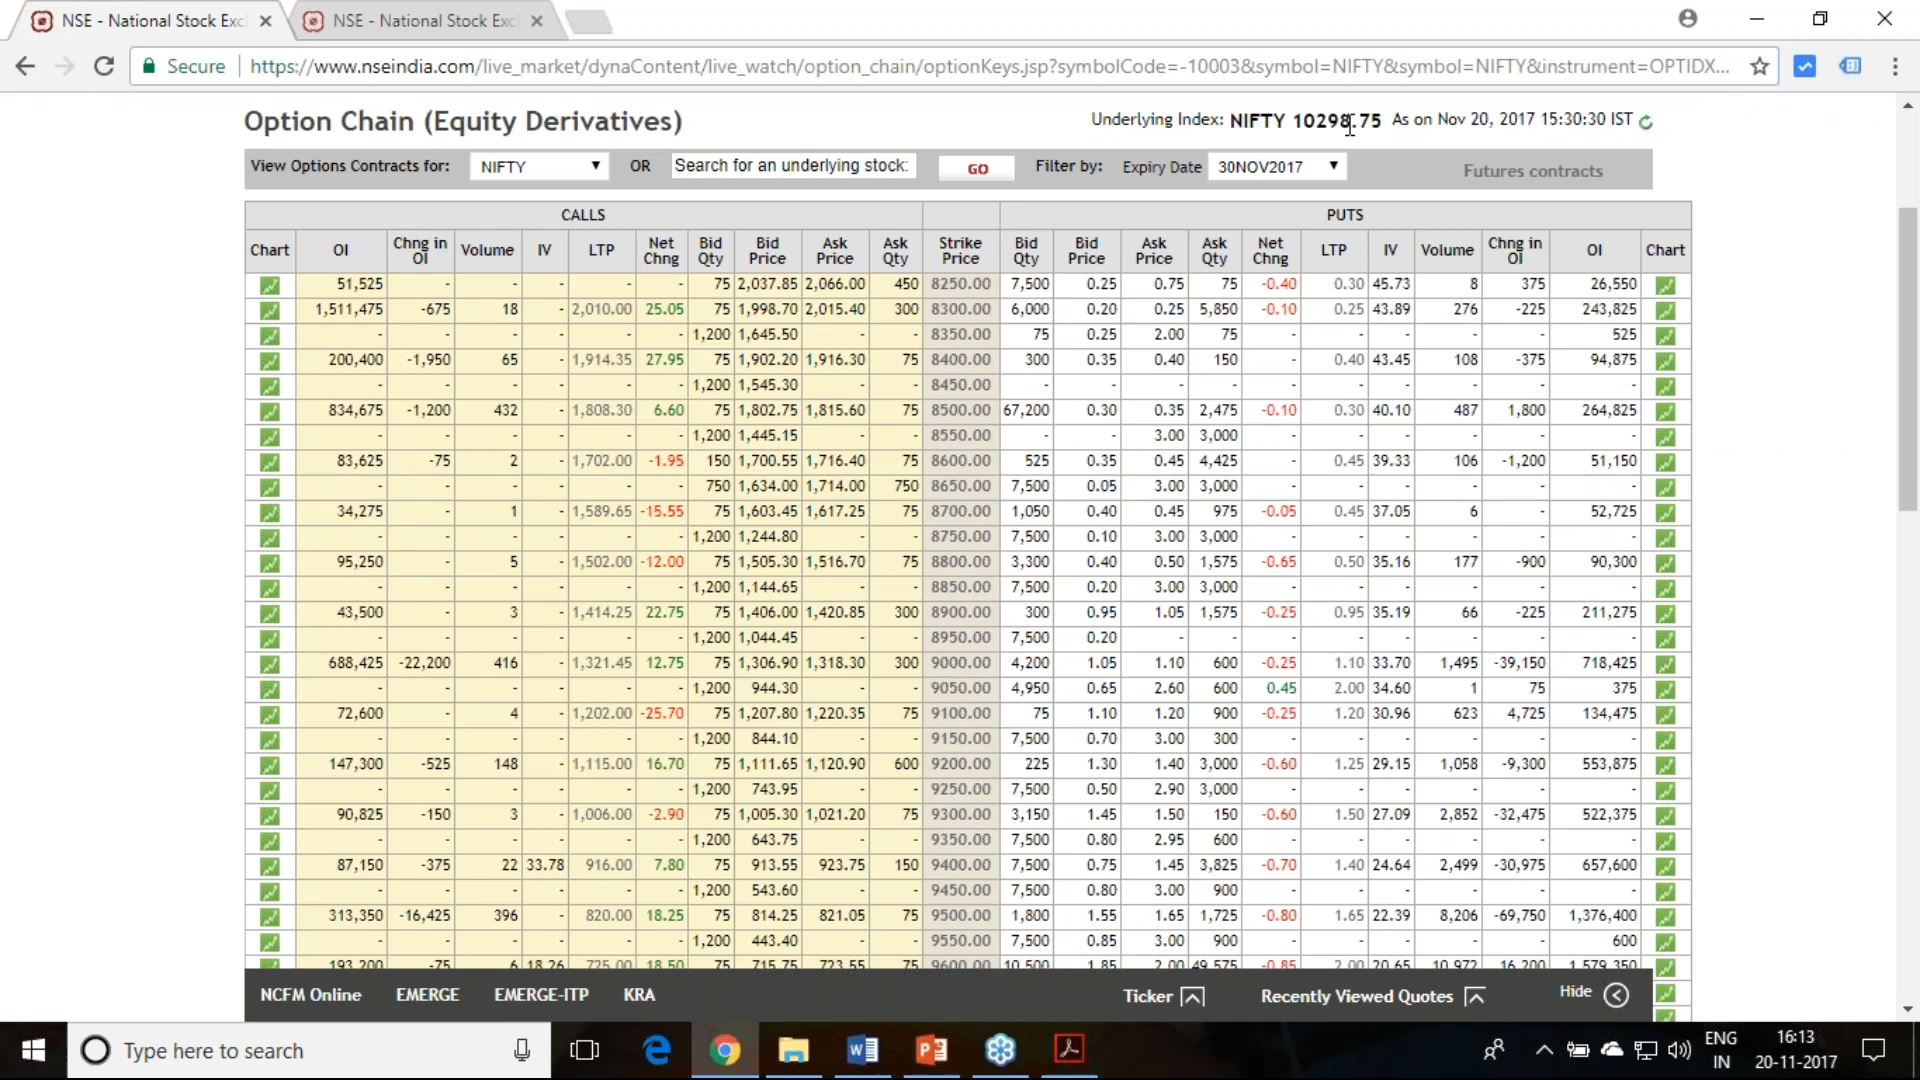 NSE - National Stock Exc
NSE - National Stock Exc
Secure https://www.nseindia.com/live_market/dynaContent/live_watch/option_chain/optionKeys.jsp?symbolCode=-10003&symbol=NIFTY&symbol=NIFTY&instrument=OPTIDX...
Option Chain (Equity Derivatives) Underlying Index: NIFTY 10298.75 As on Nov 20, 2017 15:30:30 IST
View Options Contracts for: NIFTY OR Search for an underlying stock: GO Filter by: Expiry Date 30NOV2017 Futures contracts
CALLS PUTS
Chart OI Chng in OI Volume IV LTP Net Chng Bid Qty Bid Price Ask Price Ask Qty Strike Price Bid Qty Bid Price Ask Price Ask Qty Net Chng LTP IV Volume Chng in OI OI Chart
51,525 - - - - - 75 2,037.85 2,066.00 450 8250.00 7,500 0.25 0.75 75 -0.40 0.30 45.73 8 375 26,550
1,511,475 -675 18 - 2,010.00 25.05 75 1,998.70 2,015.40 300 8300.00 6,000 0.20 0.25 5,850 -0.10 0.25 43.89 276 -225 243,825
- - - - - - 1,200 1,645.50 - - 8350.00 75 0.25 2.00 75 - - - - - 525
200,400 -1,950 65 - 1,914.35 27.95 75 1,902.20 1,916.30 75 8400.00 300 0.35 0.40 150 - 0.40 43.45 108 -375 94,875
- - - - - - 1,200 1,545.30 - - 8450.00 - - - - - - - - - -
834,675 -1,200 432 - 1,808.30 6.60 75 1,802.75 1,815.60 75 8500.00 67,200 0.30 0.35 2,475 -0.10 0.30 40.10 487 1,800 264,825
- - - - - - 1,200 1,445.15 - - 8550.00 - - 3.00 3,000 - - - - - -
83,625 -75 2 - 1,702.00 -1.95 150 1,700.55 1,716.40 75 8600.00 525 0.35 0.45 4,425 - 0.45 39.33 106 -1,200 51,150
- - - - - - 750 1,634.00 1,714.00 750 8650.00 7,500 0.05 3.00 3,000 - - - - - -
34,275 - 1 - 1,589.65 -15.55 75 1,603.45 1,617.25 75 8700.00 1,050 0.40 0.45 975 -0.05 0.45 37.05 6 - 52,725
- - - - - - 1,200 1,244.80 - - 8750.00 7,500 0.10 3.00 3,000 - - - - - -
95,250 - 5 - 1,502.00 -12.00 75 1,505.30 1,516.70 75 8800.00 3,300 0.40 0.50 1,575 -0.65 0.50 35.16 177 -900 90,300
- - - - - - 1,200 1,144.65 - - 8850.00 7,500 0.20 3.00 3,000 - - - - - -
43,500 - 3 - 1,414.25 22.75 75 1,406.00 1,420.85 300 8900.00 300 0.95 1.05 1,575 -0.25 0.95 35.19 66 -225 211,275
- - - - - - 1,200 1,044.45 - - 8950.00 7,500 0.20 - - - - - - - -
688,425 -22,200 416 - 1,321.45 12.75 75 1,306.90 1,318.30 300 9000.00 4,200 1.05 1.10 600 -0.25 1.10 33.70 1,495 -39,150 718,425
- - - - - - 1,200 944.30 - - 9050.00 4,950 0.65 2.60 600 0.45 2.00 34.60 1 75 375
72,600 - 4 - 1,202.00 -25.70 75 1,207.80 1,220.35 75 9100.00 75 1.10 1.20 900 -0.25 1.20 30.96 623 4,725 134,475
- - - - - - 1,200 844.10 - - 9150.00 7,500 0.70 3.00 300 - - - - - -
147,300 -525 148 - 1,115.00 16.70 75 1,111.65 1,120.90 600 9200.00 225 1.30 1.40 3,000 -0.60 1.25 29.15 1,058 -9,300 553,875
- - - - - - 1,200 743.95 - - 9250.00 7,500 0.50 2.90 3,000 - - - - - -
90,825 -150 3 - 1,006.00 -2.90 75 1,005.30 1,021.20 75 9300.00 3,150 1.45 1.50 150 -0.60 1.50 27.09 2,852 -32,475 522,375
- - - - - - 1,200 643.75 - - 9350.00 7,500 0.80 2.95 600 - - - - - -
87,150 -375 22 33.78 916.00 7.80 75 913.55 923.75 150 9400.00 7,500 0.75 1.45 3,825 -0.70 1.40 24.64 2,499 -30,975 657,600
- - - - - - 1,200 543.60 - - 9450.00 7,500 0.80 3.00 900 - - - - - -
313,350 -16,425 396 - 820.00 18.25 75 814.25 821.05 75 9500.00 1,800 1.55 1.65 1,725 -0.80 1.65 22.39 8,206 -69,750 1,376,400
- - - - - - 1,200 443.40 - - 9550.00 7,500 0.85 3.00 900 - - - - - 600
193,200 -75 6 18.26 725.00 18.50 75 715.75 723.55 75 9600.00 10,500 1.85 2.00 49,575 -0.85 2.00 20.65 10,972 16,200 1,579,350
NCFM Online EMERGE EMERGE-ITP KRA Ticker Recently Viewed Quotes Hide
Type here to search ENG IN 16:13 20-11-2017